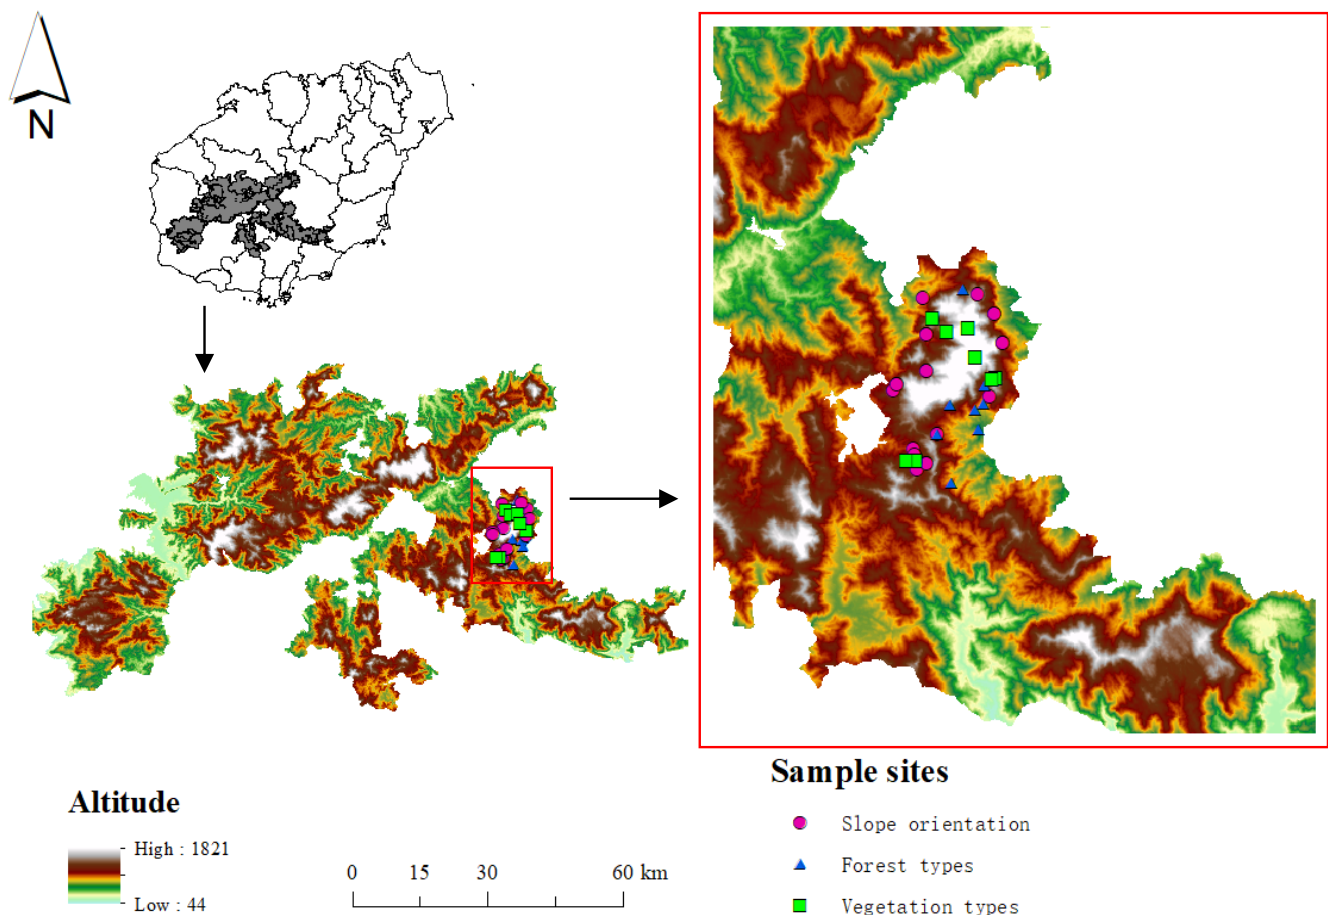 N
Altitude
High : 1821
Low : 44
0 15 30 60 km
Sample sites
Slope orientation
Forest types
Vegetation types